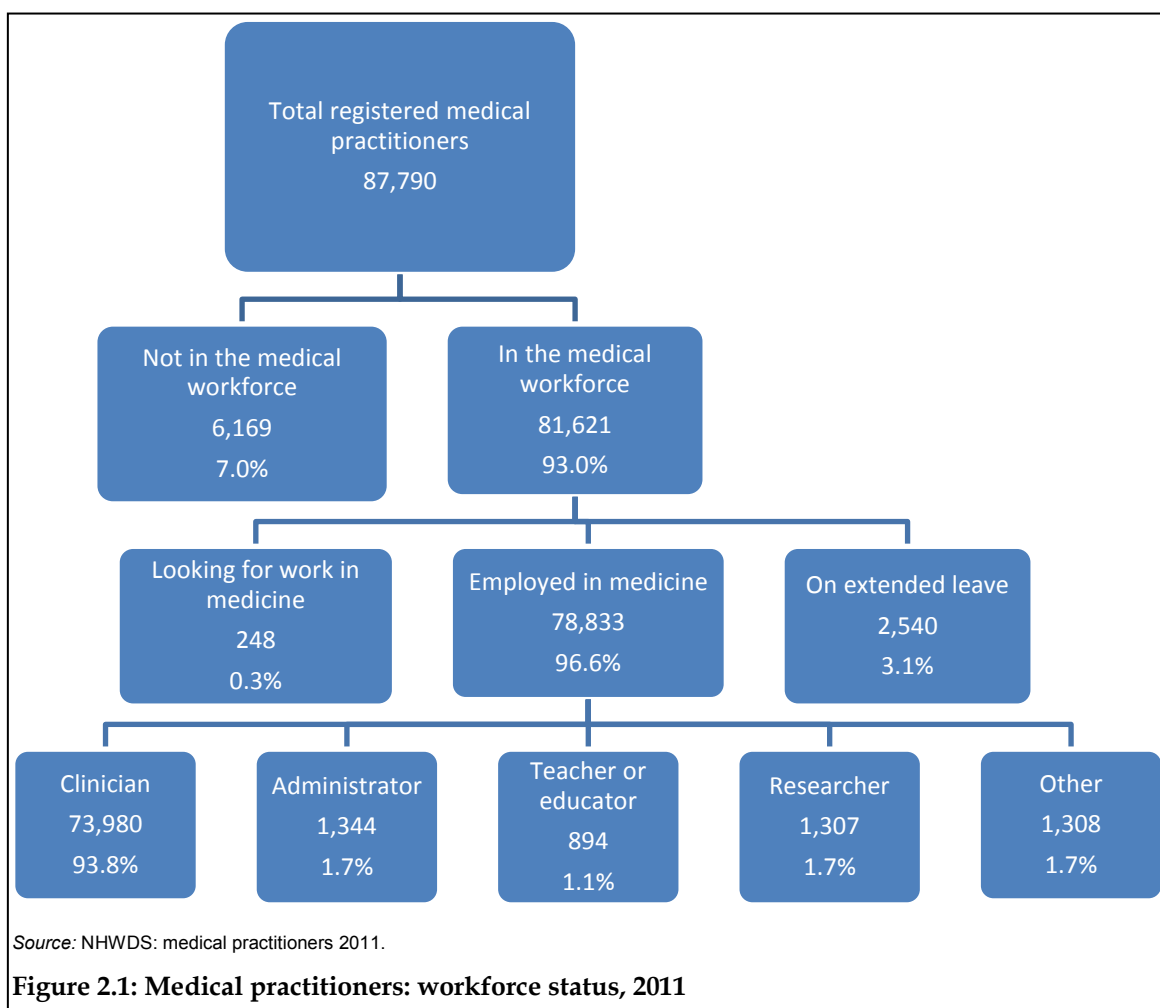 Total registered medical
practitioners
87,790
Not in the medical
workforce
6,169
7.0%
In the medical
workforce
81,621
93.0%
Looking for work in
medicine
248
0.3%
Employed in medicine
78,833
96.6%
On extended leave
2,540
3.1%
Clinician
73,980
93.8%
Administrator
1,344
1.7%
Teacher or
educator
894
1.1%
Researcher
1,307
1.7%
Other
1,308
1.7%
Source: NHWDS: medical practitioners 2011.
Figure 2.1: Medical practitioners: workforce status, 2011